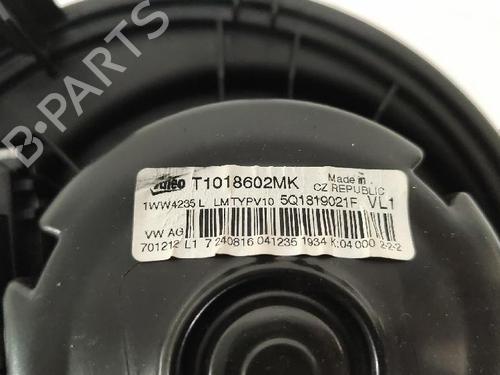 B-PARTS
Valeo T1018602MK Made in CZ REPUBLIC
1WW4235 L LMTYPV10 5Q1819021F VL1
VW AG
701212 L1 7 240816 041235 1934 K:04 000 2-2-2